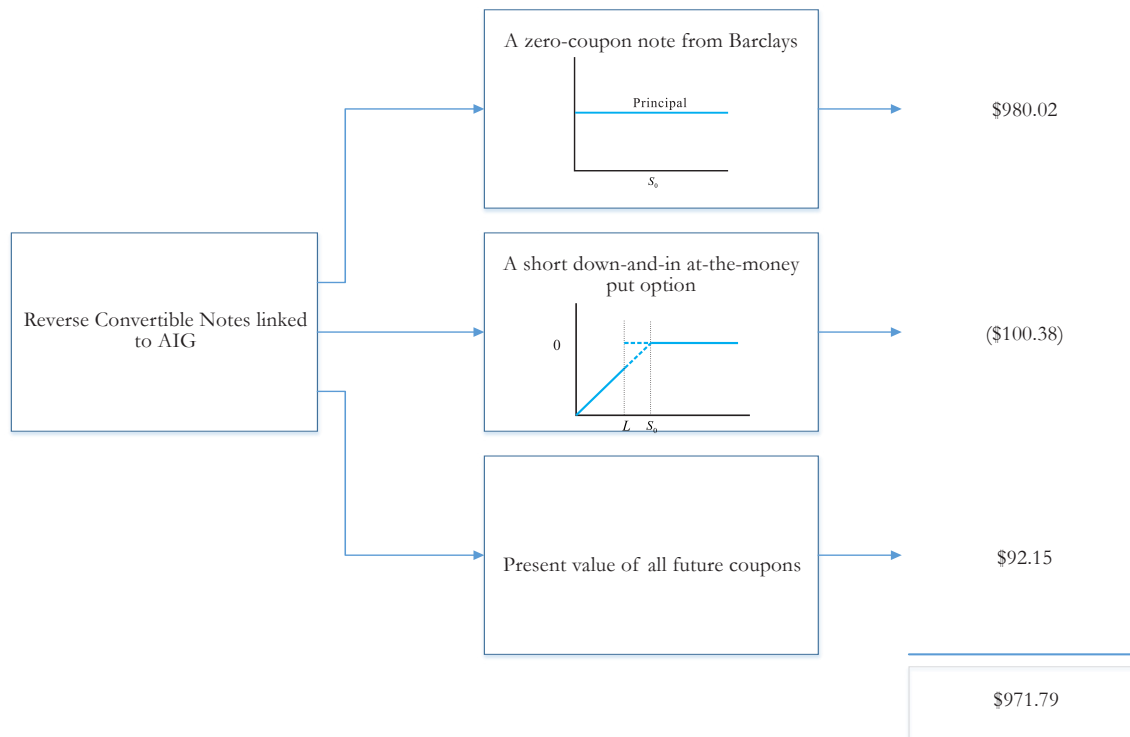 A zero-coupon note from Barclays
Principal
S₀
$980.02
Reverse Convertible Notes linked
to AIG
A short down-and-in at-the-money
put option
0
L S₀
($100.38)
Present value of all future coupons
$92.15
$971.79